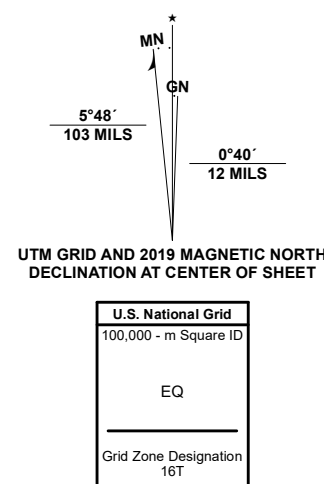 ★
MN
GN
5°48´
103 MILS
0°40´
12 MILS
UTM GRID AND 2019 MAGNETIC NORTH
DECLINATION AT CENTER OF SHEET
U.S. National Grid
100,000 - m Square ID
EQ
Grid Zone Designation
16T